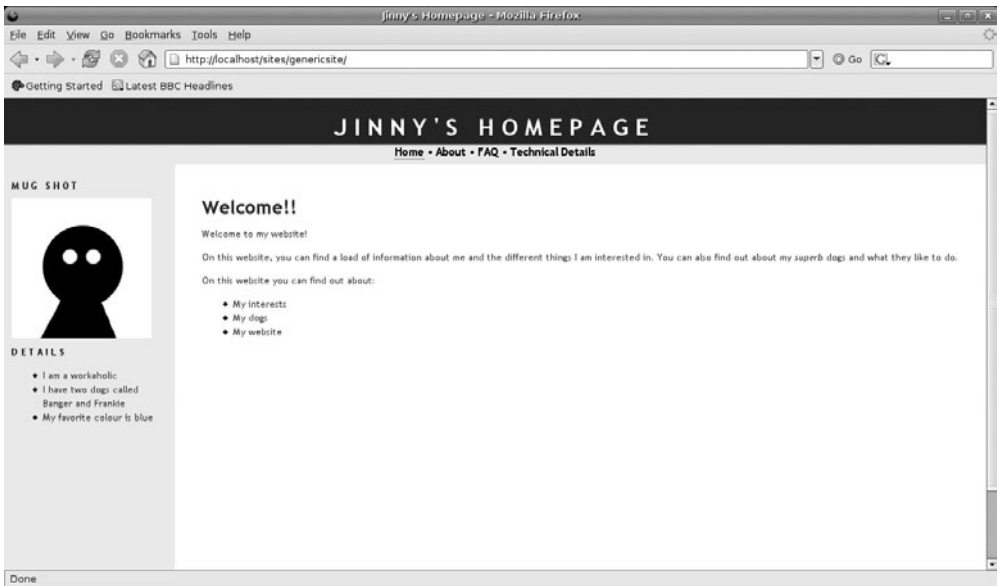 Jinny's Homepage - Mozilla Firefox
File Edit View Go Bookmarks Tools Help
http://localhost/sites/genericsite/ Go G
Getting Started Latest BBC Headlines
JINNY'S HOMEPAGE
Home • About • FAQ • Technical Details
MUG SHOT
Welcome!!
Welcome to my website!
On this website, you can find a load of information about me and the different things I am interested in. You can also find out about my superb dogs and what they like to do.
On this website you can find out about:
My interests
My dogs
My website
DETAILS
I am a workaholic
I have two dogs called
Banger and Frankie
My favorite colour is blue
Done